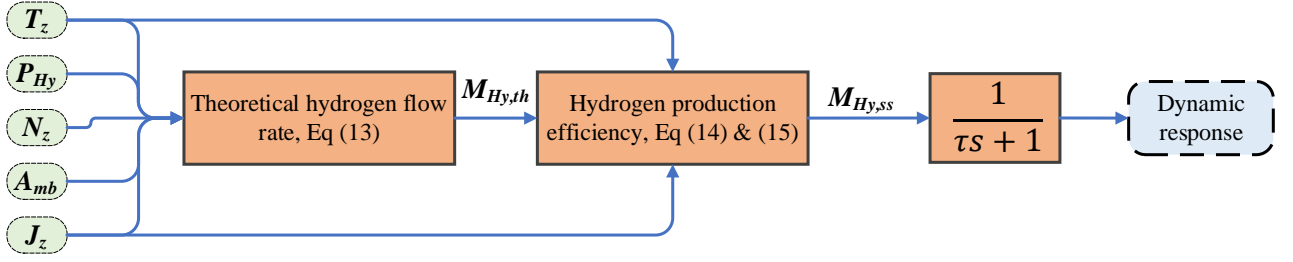 T_z
P_Hy
N_z
A_mb
J_z
Theoretical hydrogen flow
rate, Eq (13)
M_Hy,th
Hydrogen production
efficiency, Eq (14) & (15)
M_Hy,ss
1
τs + 1
Dynamic
response